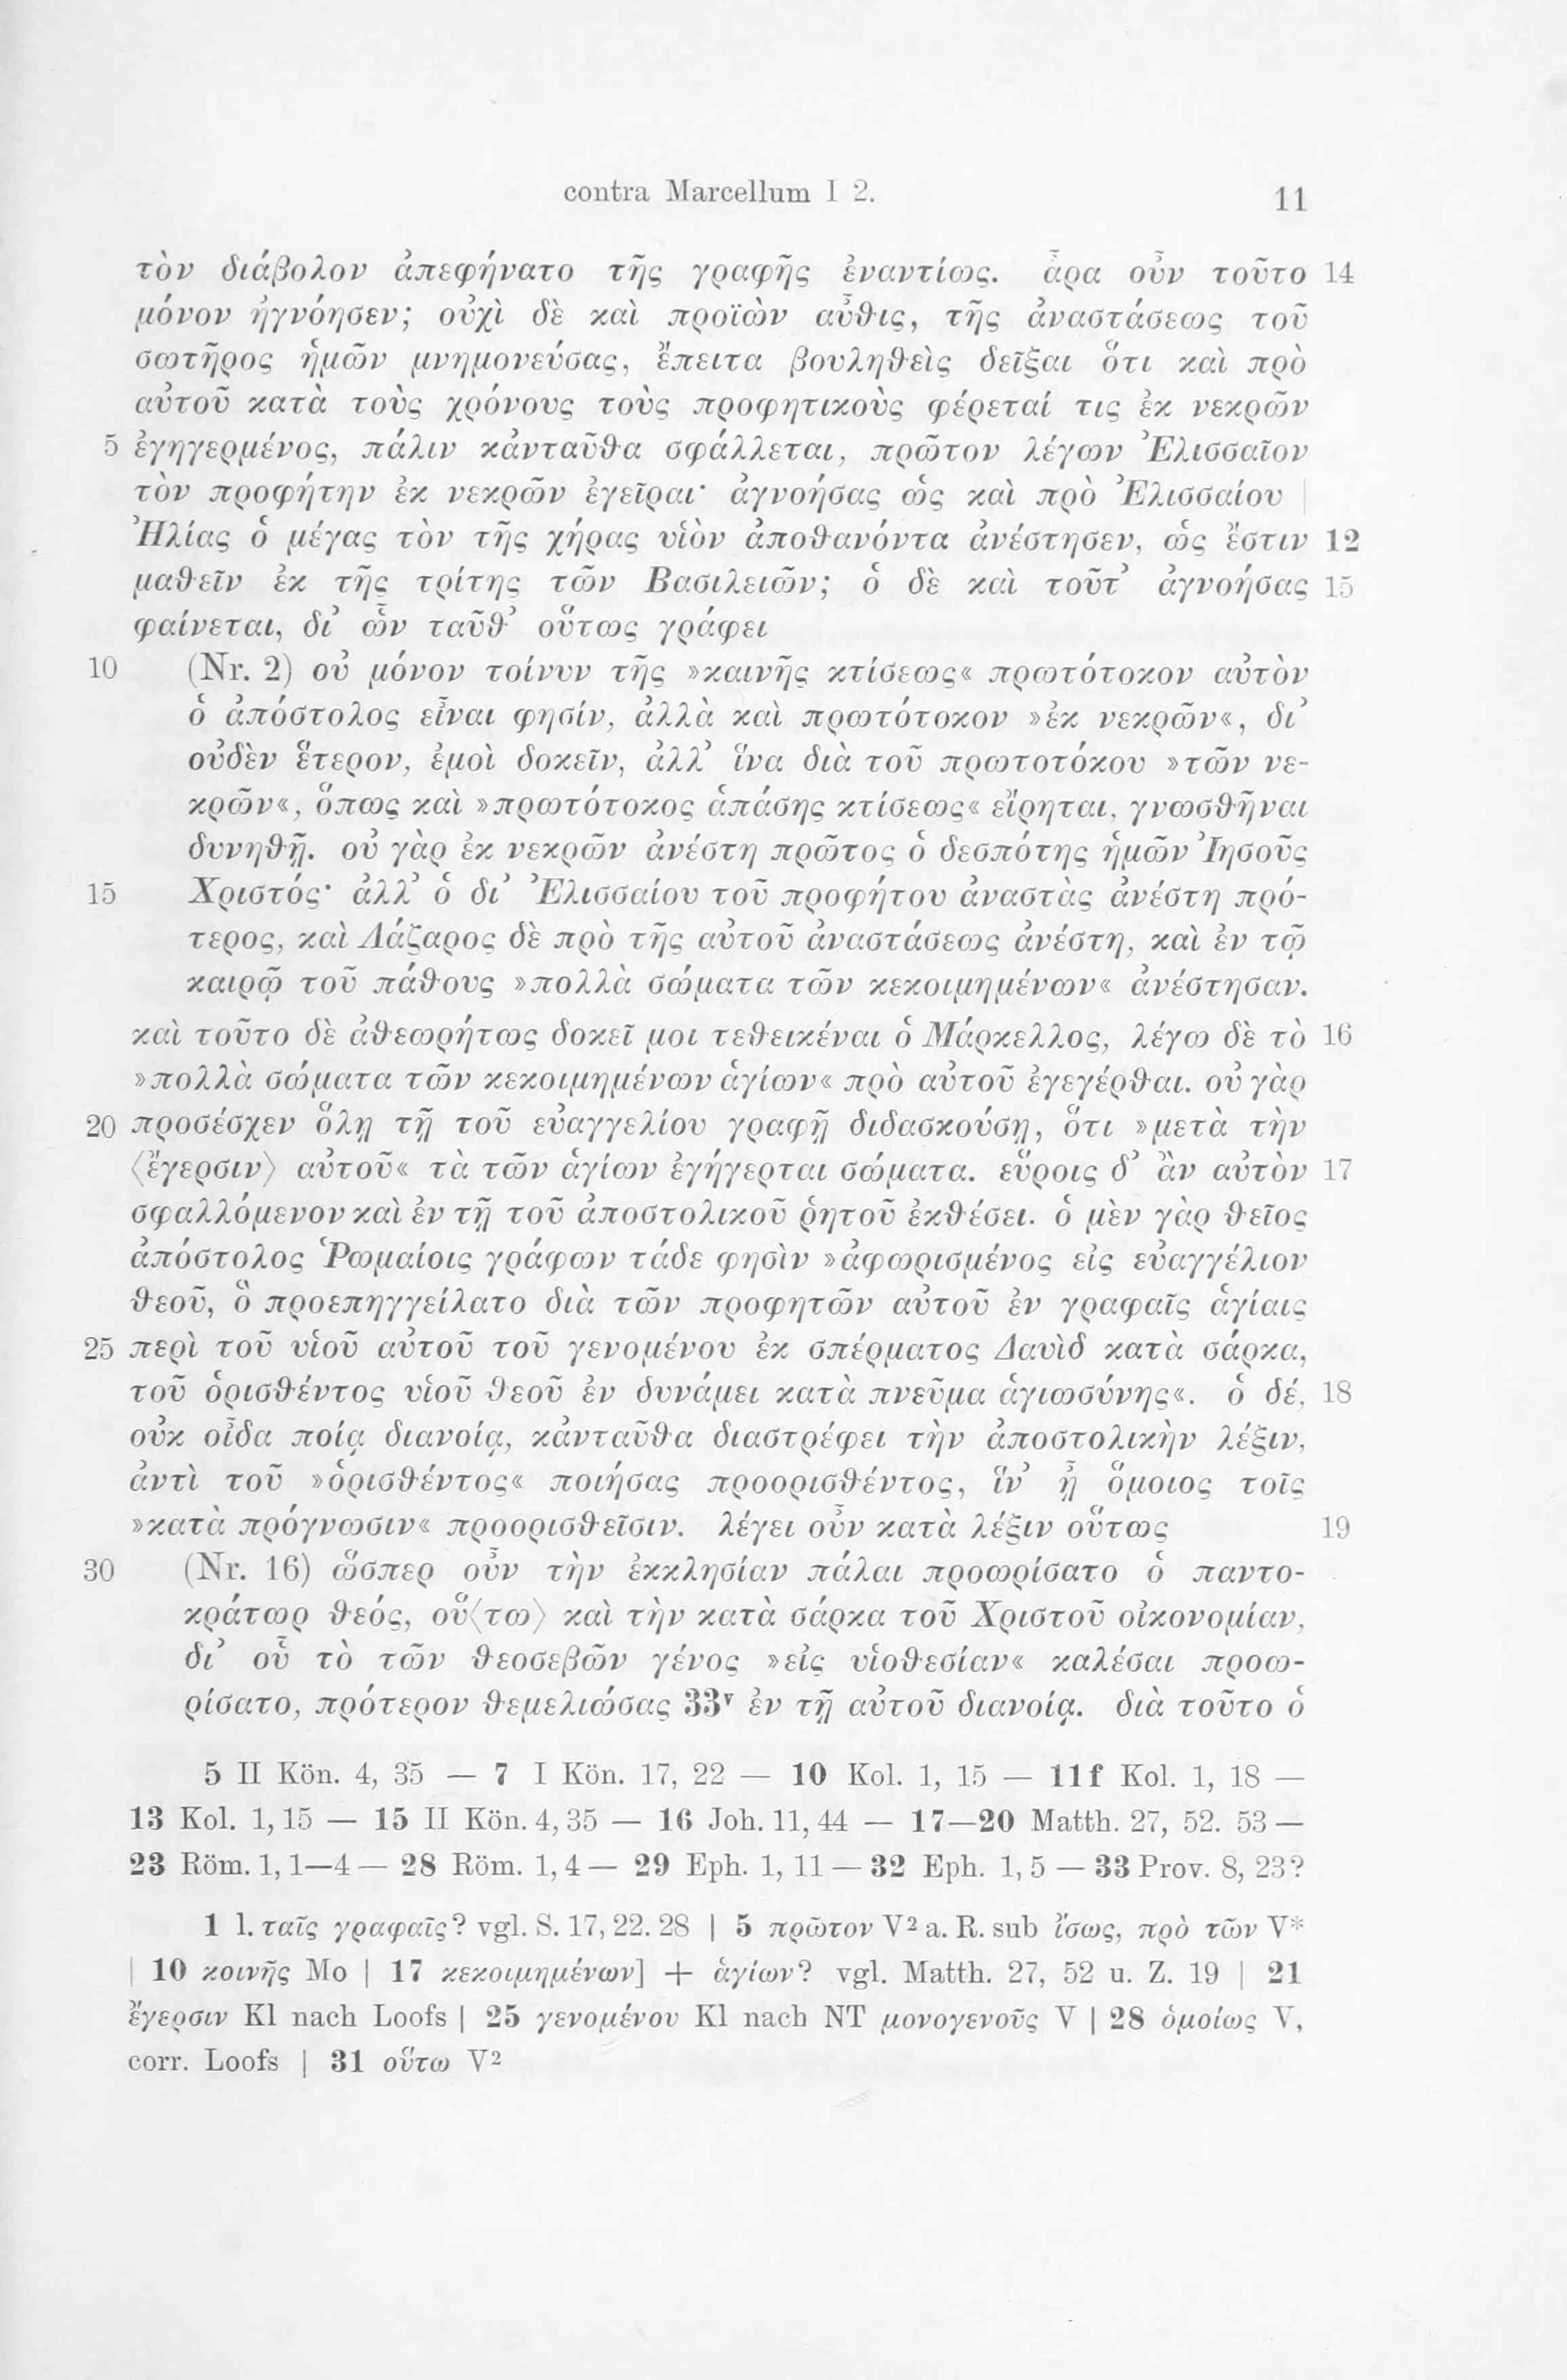 contra Marcellum I 2. 11
τὸν διάβολον ἀπεφήνατο τῆς γραφῆς ἐναντίως. ἆρα οὖν τοῦτο 14
μόνον ἠγνόησεν; οὐχὶ δὲ καὶ προϊὼν αὖθις, τῆς ἀναστάσεως τοῦ
σωτῆρος ἡμῶν μνημονεύσας, ἔπειτα βουληθεὶς δεῖξαι ὅτι καὶ πρὸ
αὐτοῦ κατὰ τοὺς χρόνους τοὺς προφητικοὺς φέρεταί τις ἐκ νεκρῶν
5 ἐγηγερμένος, πάλιν κἀνταῦθα σφάλλεται, πρῶτον λέγων Ἐλισσαῖον
τὸν προφήτην ἐκ νεκρῶν ἐγεῖραι· ἀγνοήσας ὡς καὶ πρὸ Ἐλισσαίου |
Ἠλίας ὁ μέγας τὸν τῆς χήρας υἱὸν ἀποθανόντα ἀνέστησεν, ὡς ἔστιν 12
μαθεῖν ἐκ τῆς τρίτης τῶν Βασιλειῶν; ὁ δὲ καὶ τοῦτ’ ἀγνοήσας 15
φαίνεται, δι’ ὧν ταῦθ’ οὕτως γράφει
10 (Nr. 2) οὐ μόνον τοίνυν τῆς »καινῆς κτίσεως« πρωτότοκον αὐτὸν
ὁ ἀπόστολος εἶναι φησίν, ἀλλὰ καὶ πρωτότοκον »ἐκ νεκρῶν«, δι’
οὐδὲν ἕτερον, ἐμοὶ δοκεῖν, ἀλλ’ ἵνα διὰ τοῦ πρωτοτόκου »τῶν νε-
κρῶν«, ὅπως καὶ »πρωτότοκος ἁπάσης κτίσεως« εἴρηται, γνωσθῆναι
δυνηθῇ. οὐ γὰρ ἐκ νεκρῶν ἀνέστη πρῶτος ὁ δεσπότης ἡμῶν Ἰησοῦς
15 Χριστός· ἀλλ’ ὁ δι’ Ἐλισσαίου τοῦ προφήτου ἀναστὰς ἀνέστη πρό-
τερος, καὶ Λάζαρος δὲ πρὸ τῆς αὐτοῦ ἀναστάσεως ἀνέστη, καὶ ἐν τῷ
καιρῷ τοῦ πάθους »πολλὰ σώματα τῶν κεκοιμημένων« ἀνέστησαν.
καὶ τοῦτο δὲ ἀθεωρήτως δοκεῖ μοι τεθεικέναι ὁ Μάρκελλος, λέγω δὲ τὸ 16
»πολλὰ σώματα τῶν κεκοιμημένων ἁγίων« πρὸ αὐτοῦ ἐγεγέρθαι. οὐ γὰρ
20 προσέσχεν ὅλῃ τῇ τοῦ εὐαγγελίου γραφῇ διδασκούσῃ, ὅτι »μετὰ τὴν
⟨ἔγερσιν⟩ αὐτοῦ« τὰ τῶν ἁγίων ἐγήγερται σώματα. εὕροις δ’ ἂν αὐτὸν 17
σφαλλόμενον καὶ ἐν τῇ τοῦ ἀποστολικοῦ ῥητοῦ ἐκθέσει. ὁ μὲν γὰρ θεῖος
ἀπόστολος Ῥωμαίοις γράφων τάδε φησὶν »ἀφωρισμένος εἰς εὐαγγέλιον
θεοῦ, ὃ προεπηγγείλατο διὰ τῶν προφητῶν αὐτοῦ ἐν γραφαῖς ἁγίαις
25 περὶ τοῦ υἱοῦ αὐτοῦ τοῦ γενομένου ἐκ σπέρματος Δαυὶδ κατὰ σάρκα,
τοῦ ὁρισθέντος υἱοῦ θεοῦ ἐν δυνάμει κατὰ πνεῦμα ἁγιωσύνης«. ὁ δέ, 18
οὐκ οἶδα ποίᾳ διανοίᾳ, κἀνταῦθα διαστρέφει τὴν ἀποστολικὴν λέξιν,
ἀντὶ τοῦ »ὁρισθέντος« ποιήσας προορισθέντος, ἵν’ ᾖ ὅμοιος τοῖς
»κατὰ πρόγνωσιν« προορισθεῖσιν. λέγει οὖν κατὰ λέξιν οὕτως 19
30 (Nr. 16) ὥσπερ οὖν τὴν ἐκκλησίαν πάλαι προωρίσατο ὁ παντο-
κράτωρ θεός, οὕ⟨τω⟩ καὶ τὴν κατὰ σάρκα τοῦ Χριστοῦ οἰκονομίαν,
δι’ οὗ τὸ τῶν θεοσεβῶν γένος »εἰς υἱοθεσίαν« καλέσαι προω-
ρίσατο, πρότερον θεμελιώσας 33ᵛ ἐν τῇ αὐτοῦ διανοίᾳ. διὰ τοῦτο ὁ
5 II Kön. 4, 35 — 7 I Kön. 17, 22 — 10 Kol. 1, 15 — 11f Kol. 1, 18 —
13 Kol. 1, 15 — 15 II Kön. 4, 35 — 16 Joh. 11, 44 — 17—20 Matth. 27, 52. 53 —
23 Röm. 1, 1—4 — 28 Röm. 1, 4 — 29 Eph. 1, 11 — 32 Eph. 1, 5 — 33 Prov. 8, 23?
1 l. ταῖς γραφαῖς? vgl. S. 17, 22. 28 | 5 πρῶτον V² a. R. sub ἴσως, πρὸ τῶν V*
| 10 κοινῆς Mo | 17 κεκοιμημένων] + ἁγίων? vgl. Matth. 27, 52 u. Z. 19 | 21
ἔγερσιν Kl nach Loofs | 25 γενομένου Kl nach NT μονογενοῦς V | 28 ὁμοίως V,
corr. Loofs | 31 οὕτω V²